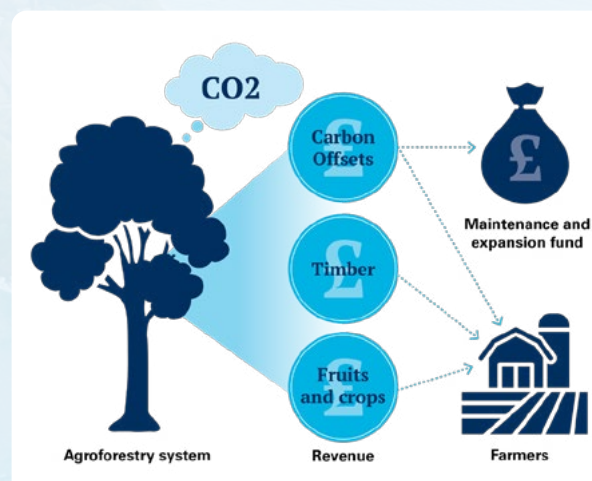 CO2
£
Carbon
Offsets
£
Maintenance and
expansion fund
£
Timber
£
Fruits
and crops
Agroforestry system
Revenue
Farmers